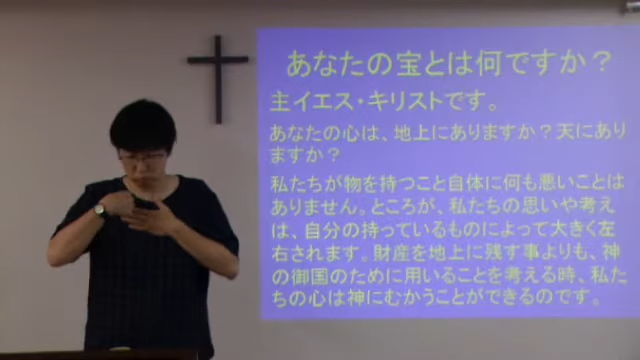 あなたの宝とは何ですか？
主イエス・キリストです。
あなたの心は、地上にありますか？天にあり
ますか？
私たちが物を持つこと自体に何も悪いことは
ありません。ところが、私たちの思いや考え
は、自分の持っているものによって大きく左
右されます。財産を地上に残す事よりも、神
の御国のために用いることを考える時、私た
ちの心は神にむかうことができるのです。